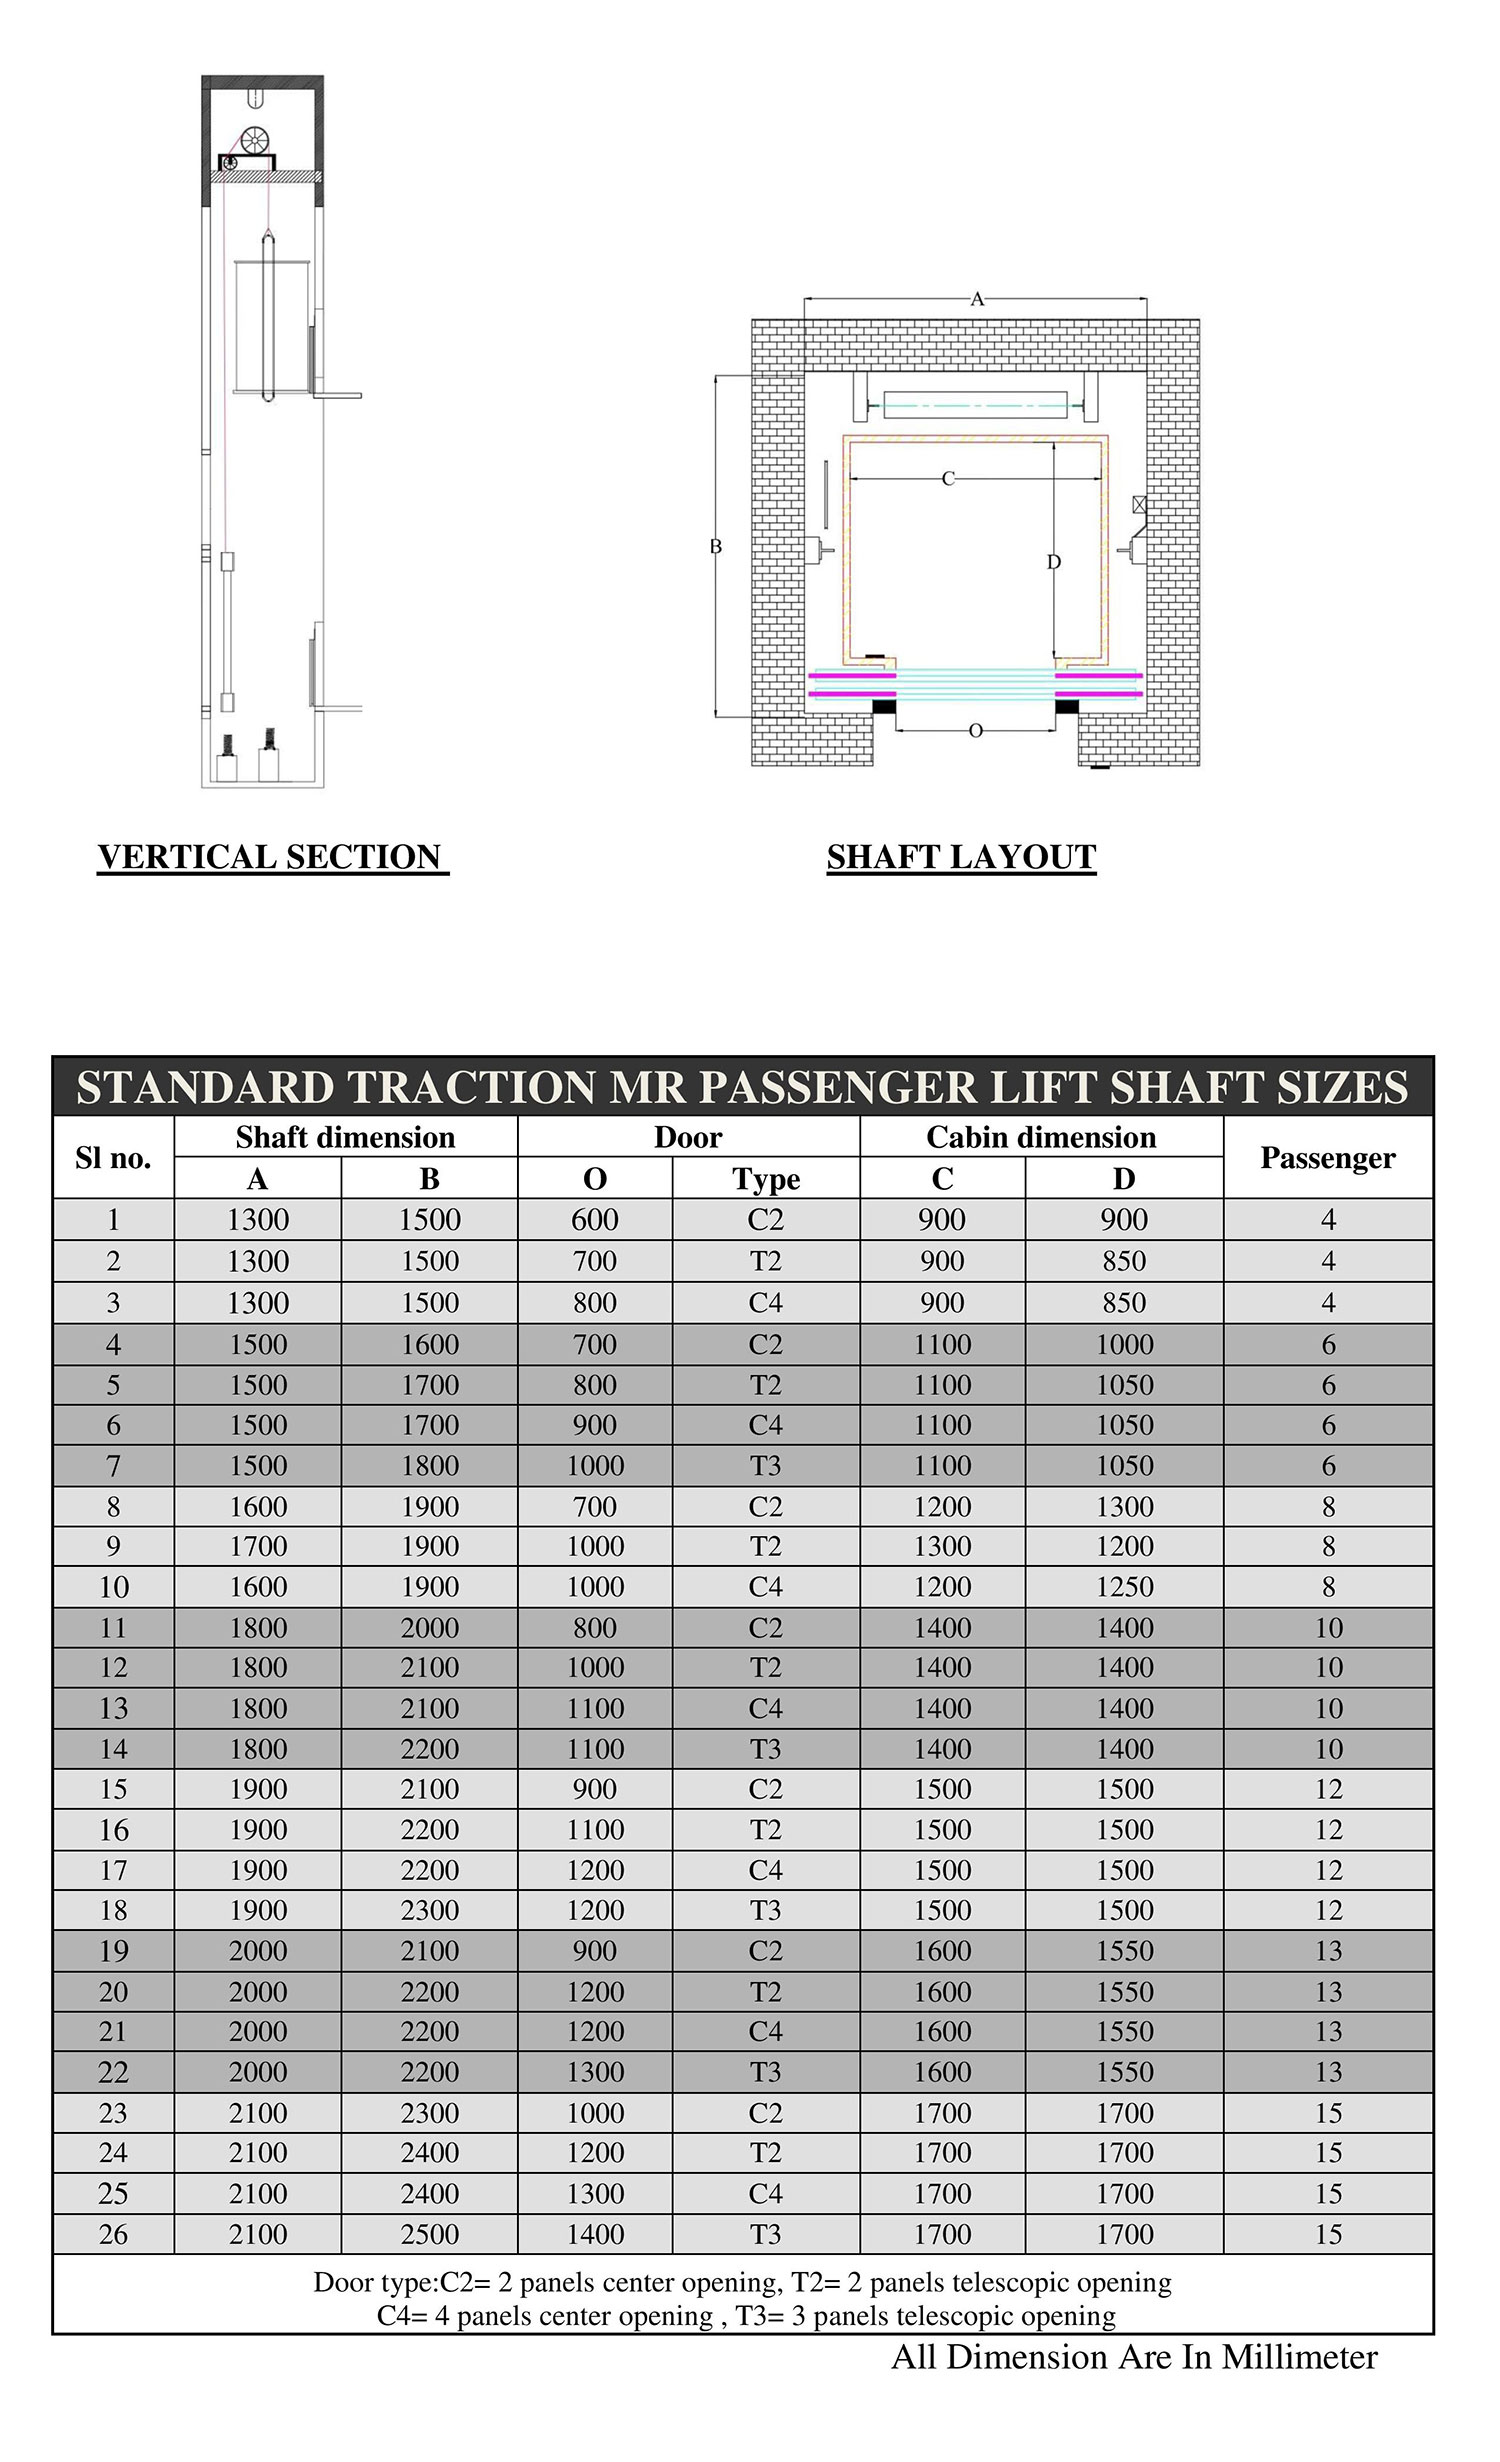 A
B
C
D
O
VERTICAL SECTION
SHAFT LAYOUT
STANDARD TRACTION MR PASSENGER LIFT SHAFT SIZES
Sl no. Shaft dimension Door Cabin dimension Passenger
A B O Type C D
1 1300 1500 600 C2 900 900 4
2 1300 1500 700 T2 900 850 4
3 1300 1500 800 C4 900 850 4
4 1500 1600 700 C2 1100 1000 6
5 1500 1700 800 T2 1100 1050 6
6 1500 1700 900 C4 1100 1050 6
7 1500 1800 1000 T3 1100 1050 6
8 1600 1900 700 C2 1200 1300 8
9 1700 1900 1000 T2 1300 1200 8
10 1600 1900 1000 C4 1200 1250 8
11 1800 2000 800 C2 1400 1400 10
12 1800 2100 1000 T2 1400 1400 10
13 1800 2100 1100 C4 1400 1400 10
14 1800 2200 1100 T3 1400 1400 10
15 1900 2100 900 C2 1500 1500 12
16 1900 2200 1100 T2 1500 1500 12
17 1900 2200 1200 C4 1500 1500 12
18 1900 2300 1200 T3 1500 1500 12
19 2000 2100 900 C2 1600 1550 13
20 2000 2200 1200 T2 1600 1550 13
21 2000 2200 1200 C4 1600 1550 13
22 2000 2200 1300 T3 1600 1550 13
23 2100 2300 1000 C2 1700 1700 15
24 2100 2400 1200 T2 1700 1700 15
25 2100 2400 1300 C4 1700 1700 15
26 2100 2500 1400 T3 1700 1700 15
Door type:C2= 2 panels center opening, T2= 2 panels telescopic opening
C4= 4 panels center opening , T3= 3 panels telescopic opening
All Dimension Are In Millimeter